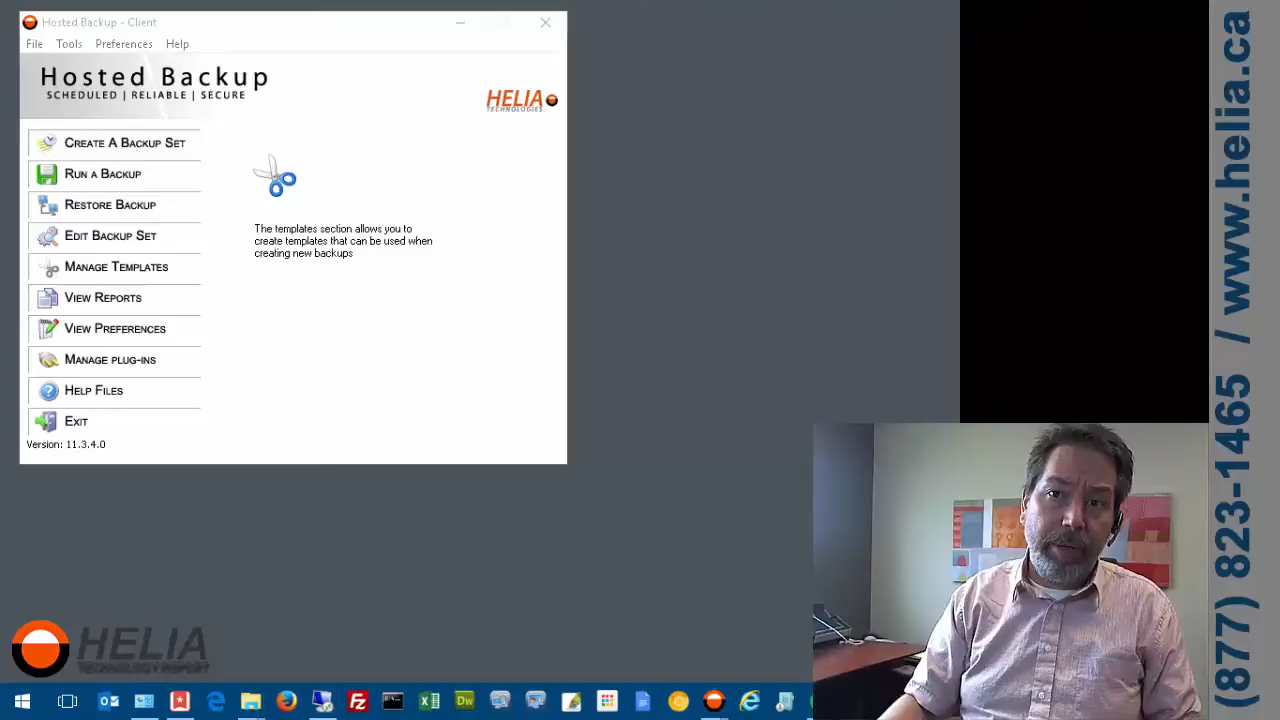 Hosted Backup - Client
File Tools Preferences Help
Hosted Backup
SCHEDULED | RELIABLE | SECURE
HELIA
TECHNOLOGIES
CREATE A BACKUP SET
RUN A BACKUP
RESTORE BACKUP
EDIT BACKUP SET
MANAGE TEMPLATES
VIEW REPORTS
VIEW PREFERENCES
MANAGE PLUG-INS
HELP FILES
EXIT
Version: 11.3.4.0
The templates section allows you to
create templates that can be used when
creating new backups
HELIA
TECHNOLOGY REPORT
Dw
(877) 823-1465 / www.helia.ca